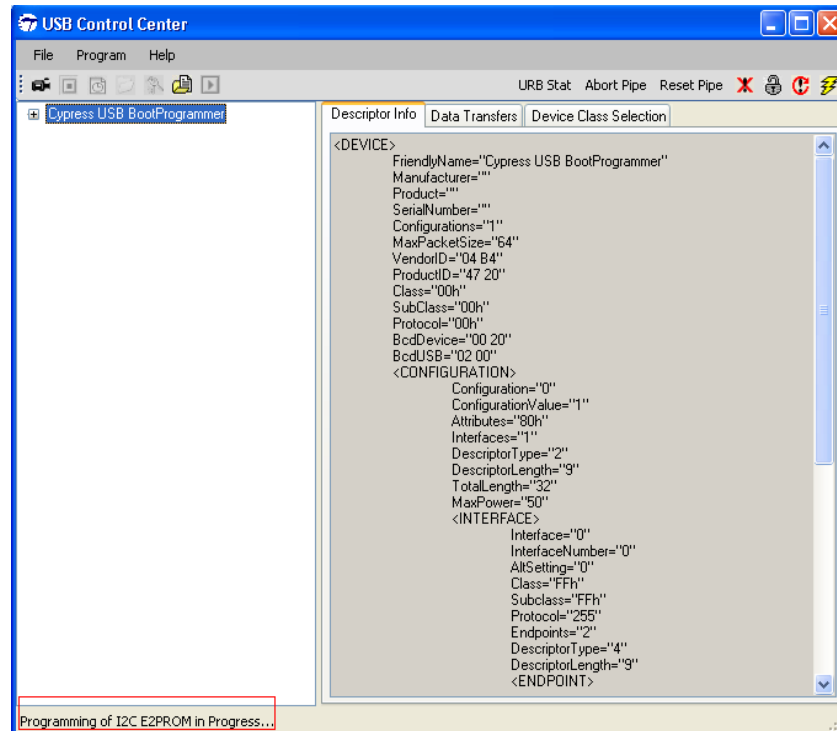 USB Control Center
File Program Help
URB Stat Abort Pipe Reset Pipe
Cypress USB BootProgrammer
Descriptor Info Data Transfers Device Class Selection
<DEVICE>
FriendlyName="Cypress USB BootProgrammer"
Manufacturer=""
Product=""
SerialNumber=""
Configurations="1"
MaxPacketSize="64"
VendorID="04 B4"
ProductID="47 20"
Class="00h"
SubClass="00h"
Protocol="00h"
BcdDevice="00 20"
BcdUSB="02 00"
<CONFIGURATION>
Configuration="0"
ConfigurationValue="1"
Attributes="80h"
Interfaces="1"
DescriptorType="2"
DescriptorLength="9"
TotalLength="32"
MaxPower="50"
<INTERFACE>
Interface="0"
InterfaceNumber="0"
AltSetting="0"
Class="FFh"
Subclass="FFh"
Protocol="255"
Endpoints="2"
DescriptorType="4"
DescriptorLength="9"
<ENDPOINT>
Programming of I2C E2PROM in Progress...